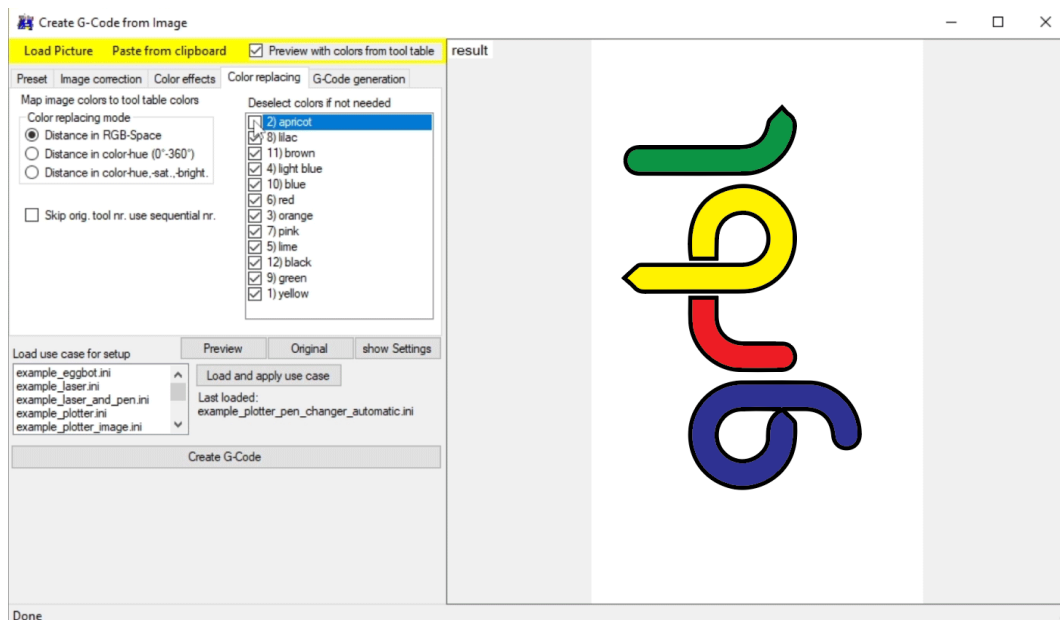 Create G-Code from Image
Load Picture Paste from clipboard Preview with colors from tool table
result
Preset Image correction Color effects Color replacing G-Code generation
Map image colors to tool table colors
Color replacing mode
Distance in RGB-Space
Distance in color-hue (0°-360°)
Distance in color-hue,-sat.,-bright.
Skip orig. tool nr. use sequential nr.
Deselect colors if not needed
2) apricot
8) lilac
11) brown
4) light blue
10) blue
6) red
3) orange
7) pink
5) lime
12) black
9) green
1) yellow
Preview Original show Settings
Load use case for setup
example_eggbot.ini
example_laser.ini
example_laser_and_pen.ini
example_plotter.ini
example_plotter_image.ini
Load and apply use case
Last loaded:
example_plotter_pen_changer_automatic.ini
Create G-Code
Done